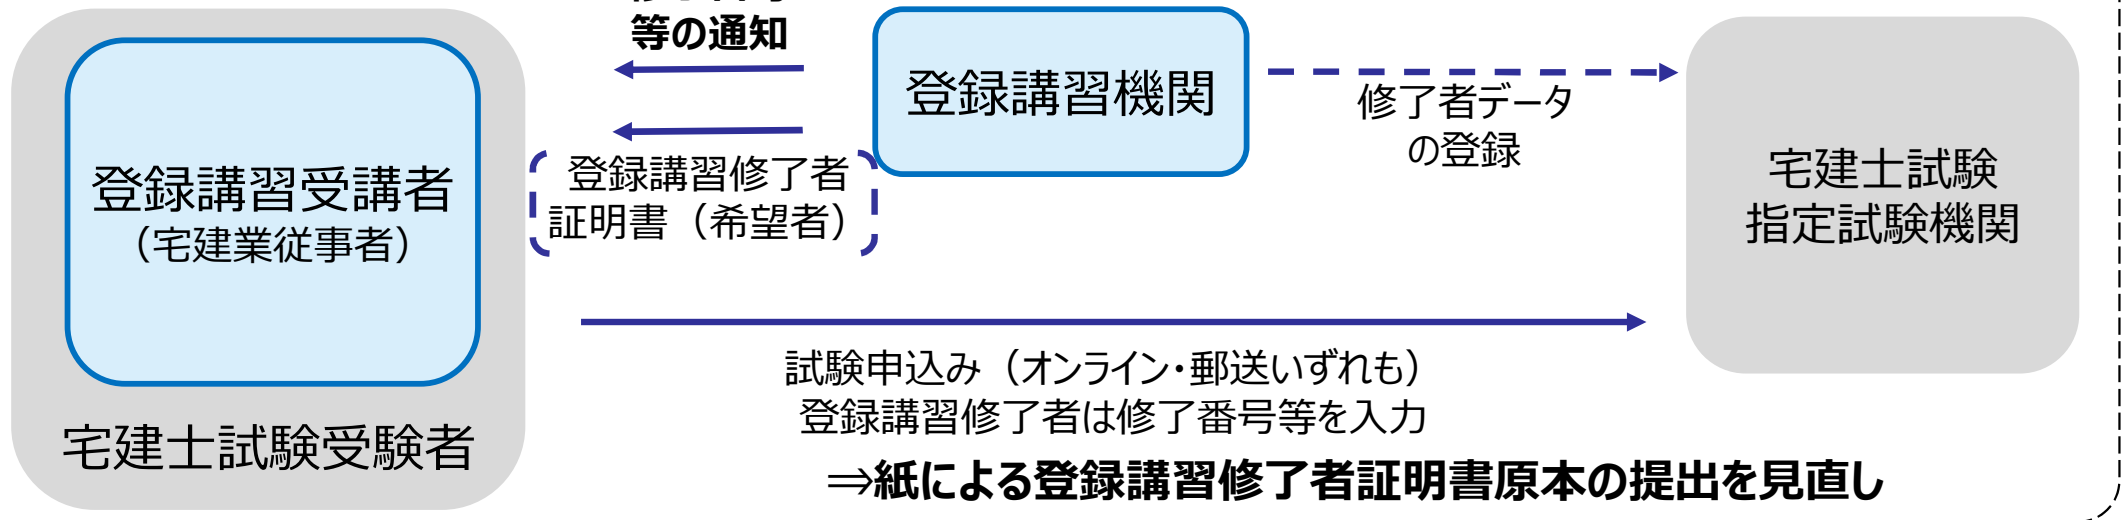 等の通知
登録講習機関
修了者データ
の登録
登録講習修了者
証明書（希望者）
登録講習受講者
（宅建業従事者）
宅建士試験
指定試験機関
試験申込み（オンライン・郵送いずれも）
登録講習修了者は修了番号等を入力
宅建士試験受験者
⇒紙による登録講習修了者証明書原本の提出を見直し